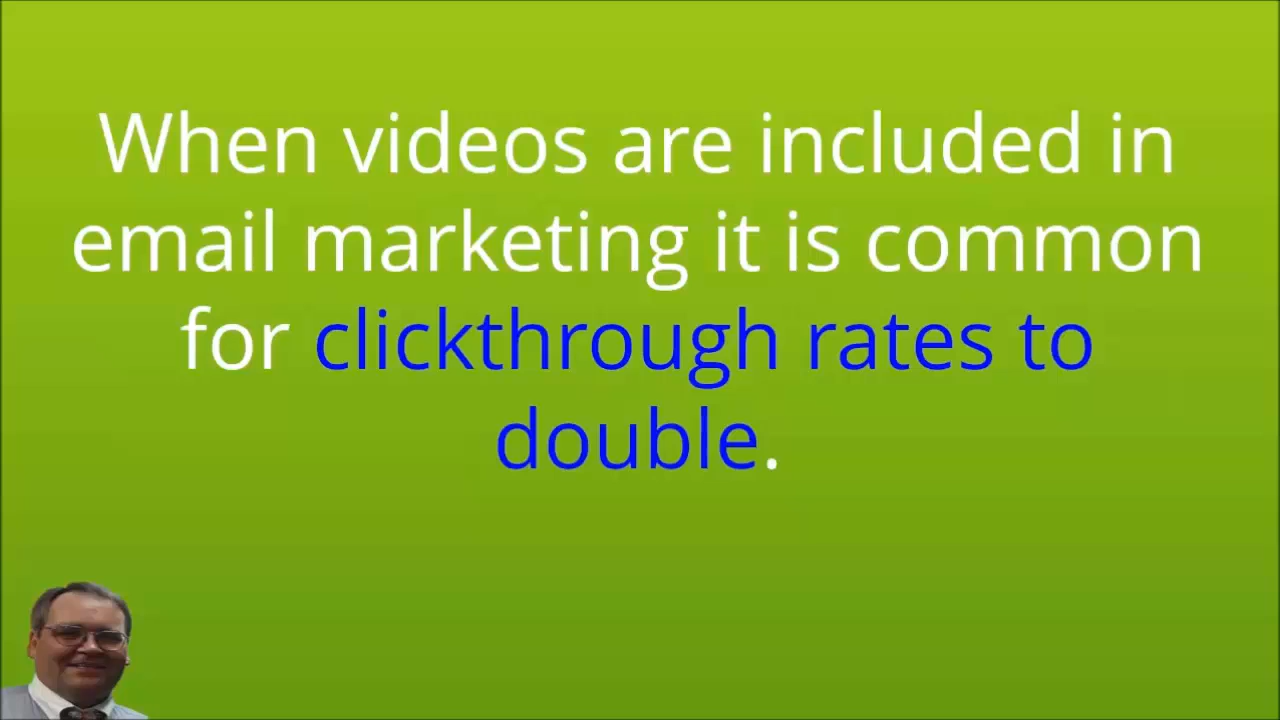 When videos are included in
email marketing it is common
for clickthrough rates to
double.